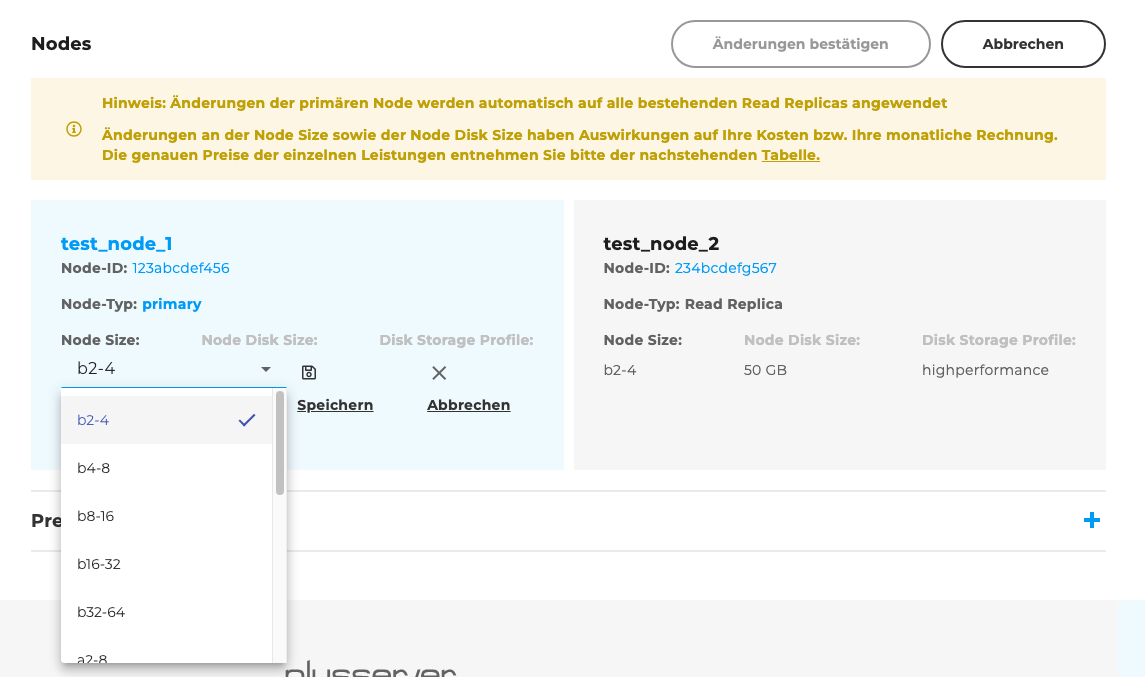 Nodes
Änderungen bestätigen
Abbrechen
Hinweis: Änderungen der primären Node werden automatisch auf alle bestehenden Read Replicas angewendet
Änderungen an der Node Size sowie der Node Disk Size haben Auswirkungen auf Ihre Kosten bzw. Ihre monatliche Rechnung.
Die genauen Preise der einzelnen Leistungen entnehmen Sie bitte der nachstehenden Tabelle.
test_node_1
Node-ID: 123abcdef456
Node-Typ: primary
Node Size: Node Disk Size: Disk Storage Profile:
b2-4
Speichern
Abbrechen
b2-4
b4-8
b8-16
b16-32
b32-64
a2-8
test_node_2
Node-ID: 234bcdefg567
Node-Typ: Read Replica
Node Size: Node Disk Size: Disk Storage Profile:
b2-4 50 GB highperformance
Pre
plusserver